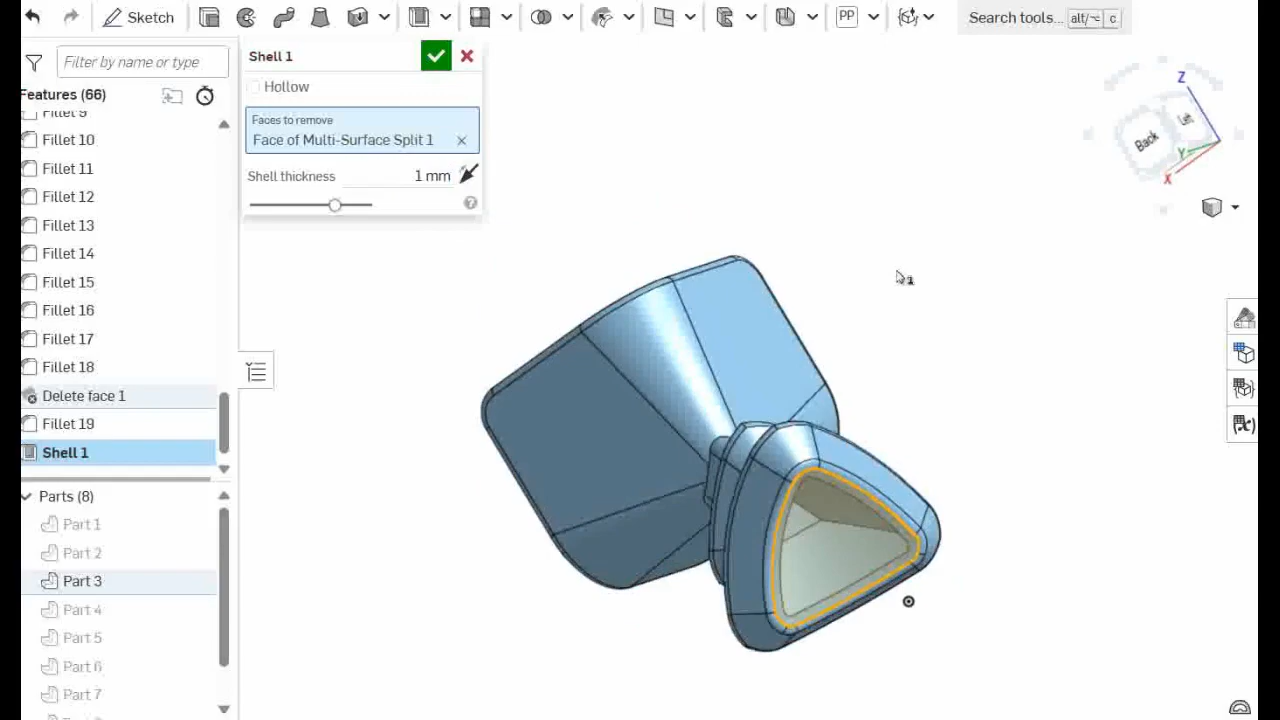 Sketch
PP
Search tools... alt/⌥ c
Filter by name or type
Features (66)
Fillet 9
Fillet 10
Fillet 11
Fillet 12
Fillet 13
Fillet 14
Fillet 15
Fillet 16
Fillet 17
Fillet 18
Delete face 1
Fillet 19
Shell 1
Parts (8)
Part 1
Part 2
Part 3
Part 4
Part 5
Part 6
Part 7
Shell 1
Hollow
Faces to remove
Face of Multi-Surface Split 1
Shell thickness 1 mm
Z
Left
Back
Y
X
(x)